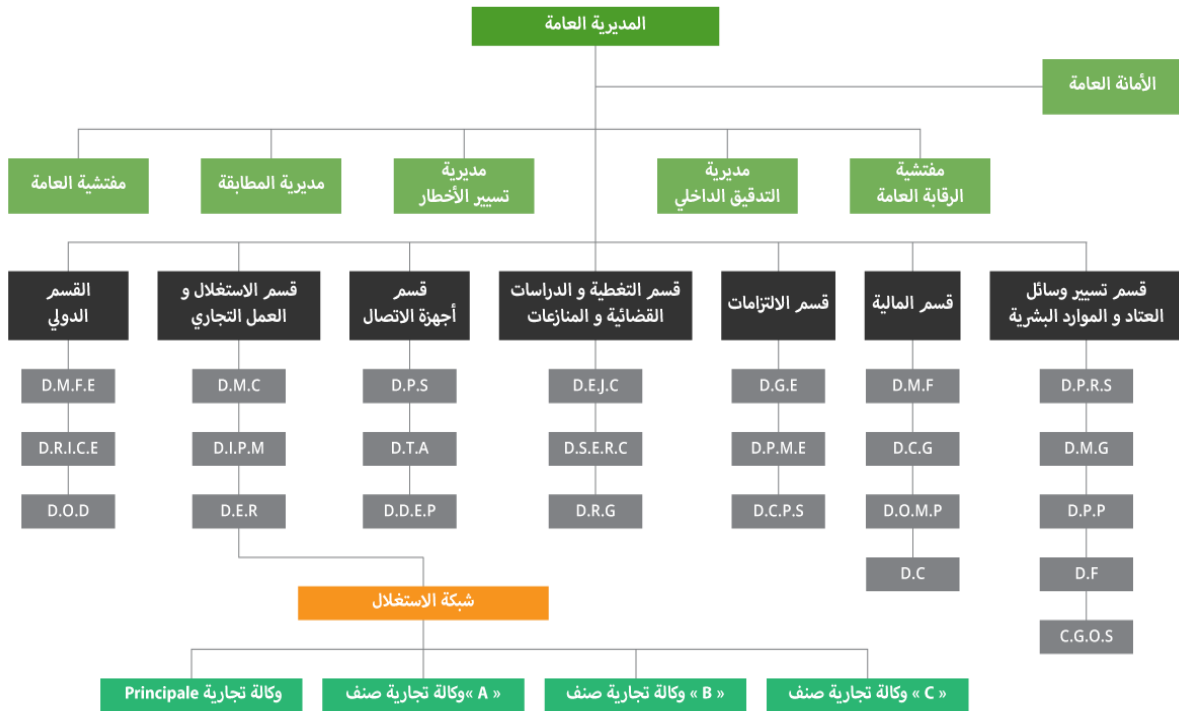 المديرية العامة
الأمانة العامة
مفتشية
الرقابة العامة
مديرية
التدقيق الداخلي
مديرية
تسيير الأخطار
مديرية المطابقة
مفتشية العامة
قسم تسيير وسائل
العتاد و الموارد البشرية
قسم المالية
قسم الالتزامات
قسم التغطية و الدراسات
القضائية و المنازعات
قسم
أجهزة الاتصال
قسم الاستغلال و
العمل التجاري
القسم
الدولي
D.P.R.S
D.M.G
D.P.P
D.F
C.G.O.S
D.M.F
D.C.G
D.O.M.P
D.C
D.G.E
D.P.M.E
D.C.P.S
D.E.J.C
D.S.E.R.C
D.R.G
D.P.S
D.T.A
D.D.E.P
D.M.C
D.I.P.M
D.E.R
D.M.F.E
D.R.I.C.E
D.O.D
شبكة الاستغلال
وكالة تجارية صنف « C »
وكالة تجارية صنف « B »
وكالة تجارية صنف« A »
وكالة تجارية Principale